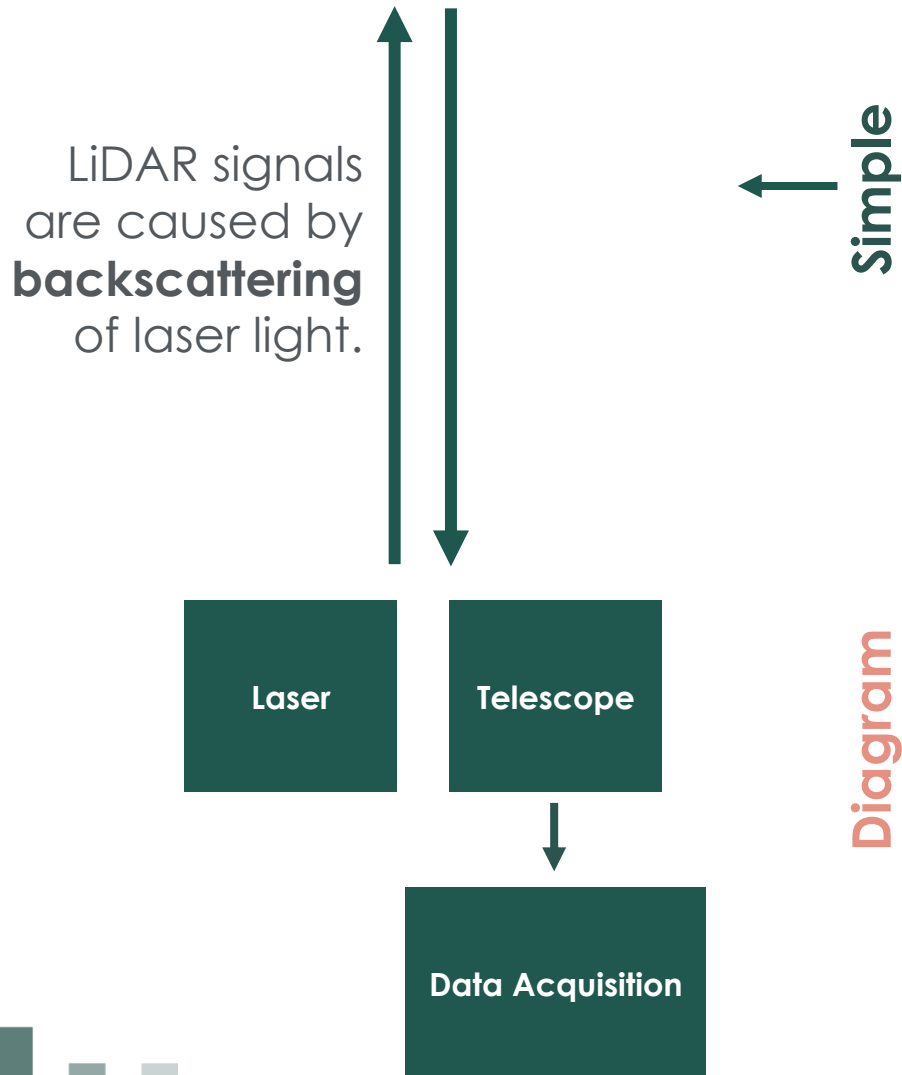 LiDAR signals
are caused by
backscattering
of laser light.
Simple
Diagram
Laser
Telescope
Data Acquisition